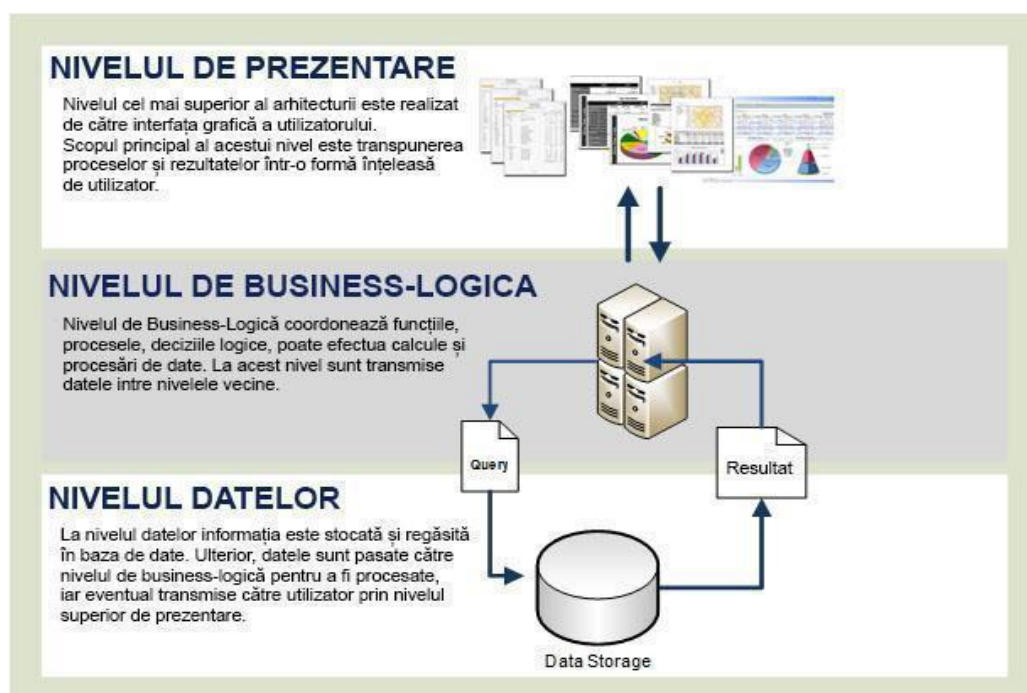 NIVELUL DE PREZENTARE
Nivelul cel mai superior al arhitecturii este realizat
de către interfața grafică a utilizatorului.
Scopul principal al acestui nivel este transpunerea
proceselor și rezultatelor într-o formă înțeleasă
de utilizator.
NIVELUL DE BUSINESS-LOGICA
Nivelul de Business-Logică coordonează funcțiile,
procesele, deciziile logice, poate efectua calcule și
procesări de date. La acest nivel sunt transmise
datele intre nivelele vecine.
Query
Resultat
NIVELUL DATELOR
La nivelul datelor informația este stocată și regăsită
în baza de date. Ulterior, datele sunt pasate către
nivelul de business-logică pentru a fi procesate,
iar eventual transmise către utilizator prin nivelul
superior de prezentare.
Data Storage